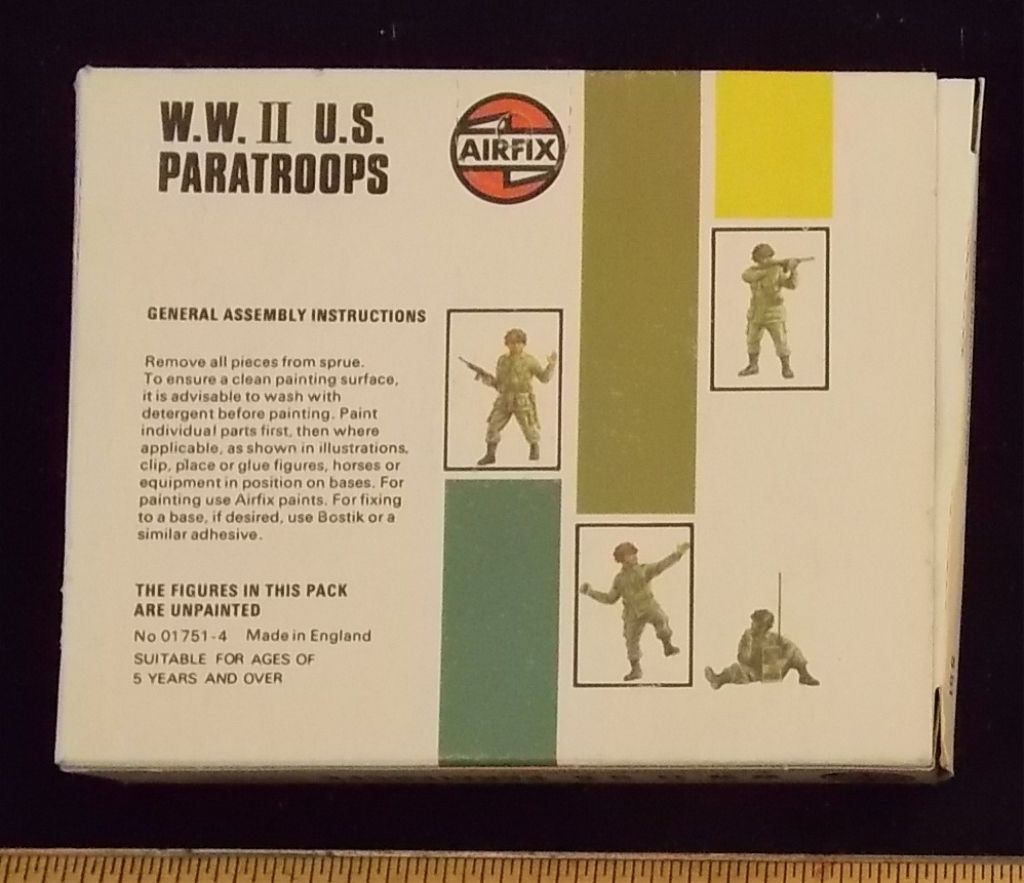 W.W. II U.S.
PARATROOPS
AIRFIX
GENERAL ASSEMBLY INSTRUCTIONS
Remove all pieces from sprue.
To ensure a clean painting surface,
it is advisable to wash with
detergent before painting. Paint
individual parts first, then where
applicable, as shown in illustrations,
clip, place or glue figures, horses or
equipment in position on bases. For
painting use Airfix paints. For fixing
to a base, if desired, use Bostik or a
similar adhesive.
THE FIGURES IN THIS PACK
ARE UNPAINTED
No 01751-4 Made in England
SUITABLE FOR AGES OF
5 YEARS AND OVER